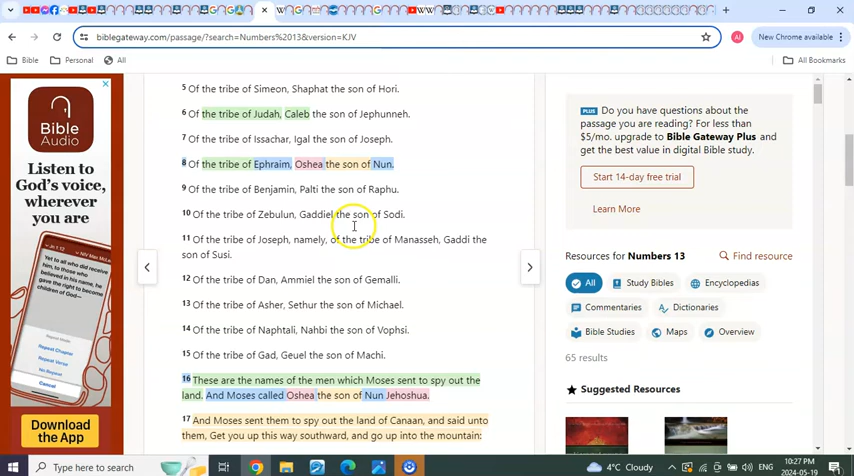 biblegateway.com/passage/?search=Numbers%2013&version=KJV
AI
New Chrome available
Bible
Personal
All
All Bookmarks
5 Of the tribe of Simeon, Shaphat the son of Hori.
6 Of the tribe of Judah, Caleb the son of Jephunneh.
7 Of the tribe of Issachar, Igal the son of Joseph.
8 Of the tribe of Ephraim, Oshea the son of Nun.
9 Of the tribe of Benjamin, Palti the son of Raphu.
10 Of the tribe of Zebulun, Gaddiel the son of Sodi.
11 Of the tribe of Joseph, namely, of the tribe of Manasseh, Gaddi the
son of Susi.
12 Of the tribe of Dan, Ammiel the son of Gemalli.
13 Of the tribe of Asher, Sethur the son of Michael.
14 Of the tribe of Naphtali, Nahbi the son of Vophsi.
15 Of the tribe of Gad, Geuel the son of Machi.
16 These are the names of the men which Moses sent to spy out the
land. And Moses called Oshea the son of Nun Jehoshua.
17 And Moses sent them to spy out the land of Canaan, and said unto
them, Get you up this way southward, and go up into the mountain:
BIBLE
AUDIO
Listen to
God's voice,
wherever
you are
Repeat Chapter
Repeat Verse
No Repeat
Cancel
Download
the App
PLUS Do you have questions about the
passage you are reading? For less than
$5/mo. upgrade to Bible Gateway Plus and
get the best value in digital Bible study.
Start 14-day free trial
Learn More
Resources for Numbers 13
Find resource
All
Study Bibles
Encyclopedias
Commentaries
Dictionaries
Bible Studies
Maps
Overview
65 results
Suggested Resources
Type here to search
4°C Cloudy
ENG
10:27 PM
2024-05-19